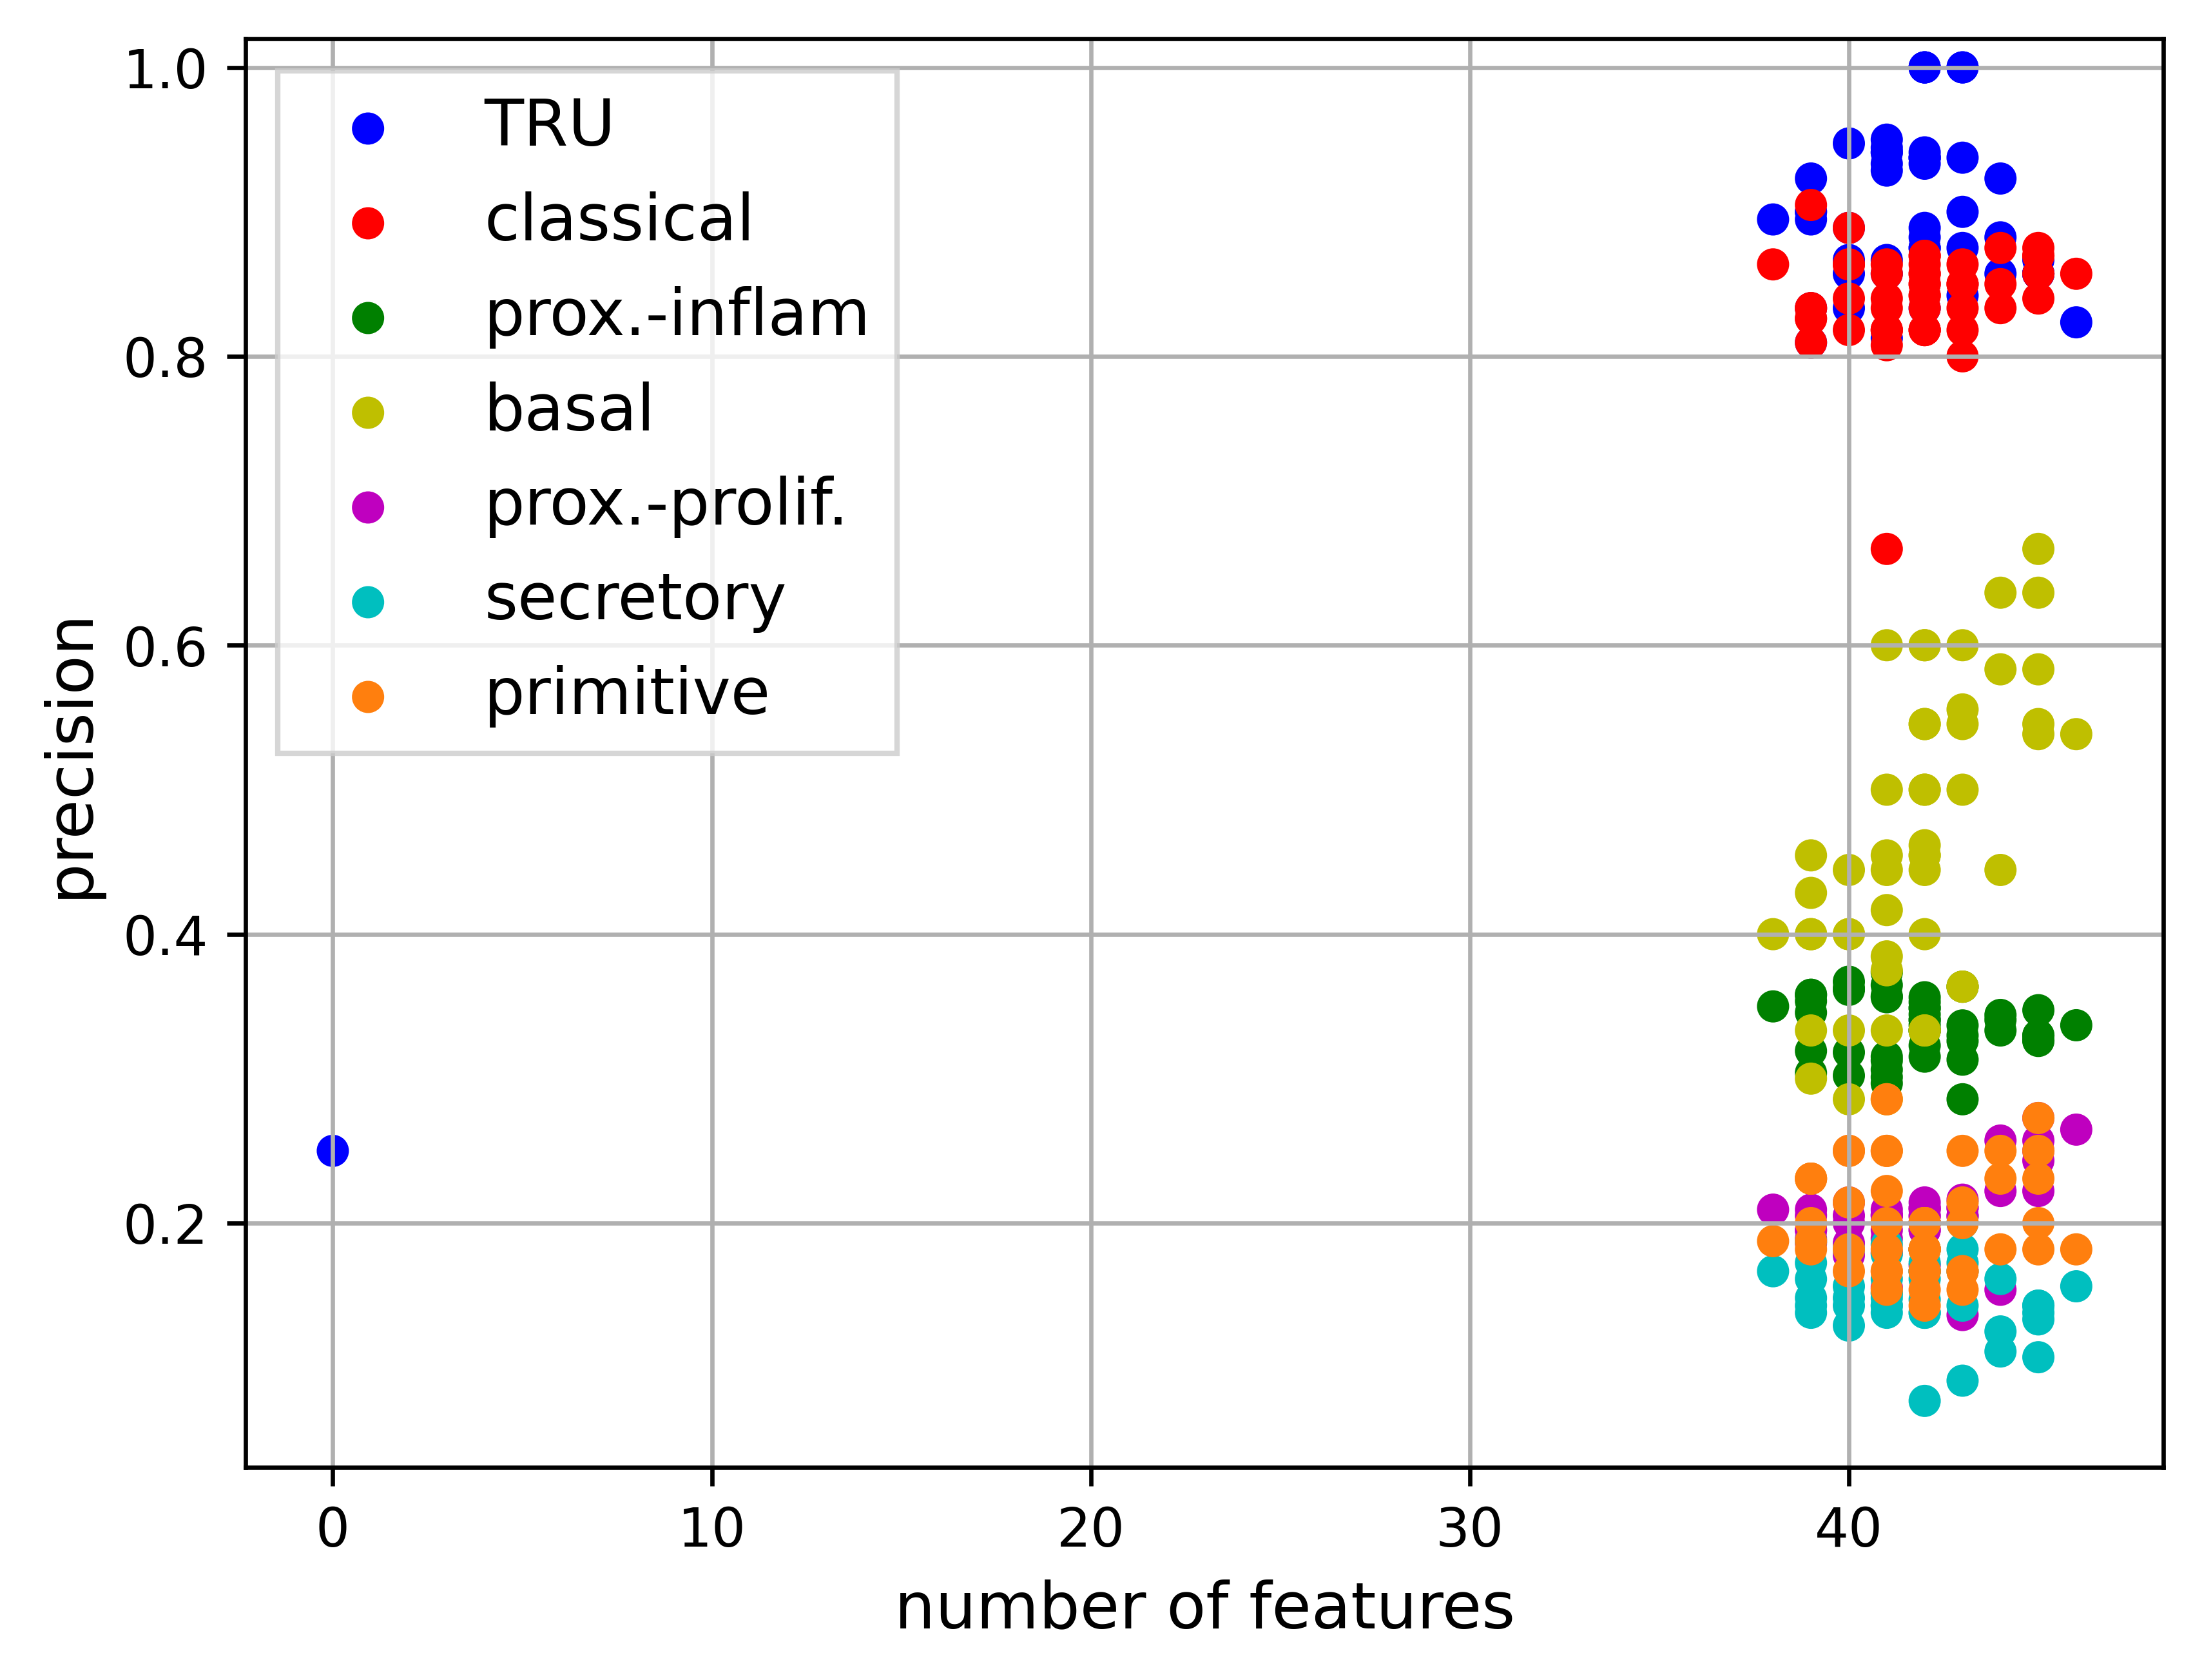 1.0
0.8
0.6
0.4
0.2
precision
TRU
classical
prox.-inflam
basal
prox.-prolif.
secretory
primitive
0 10 20 30 40
number of features